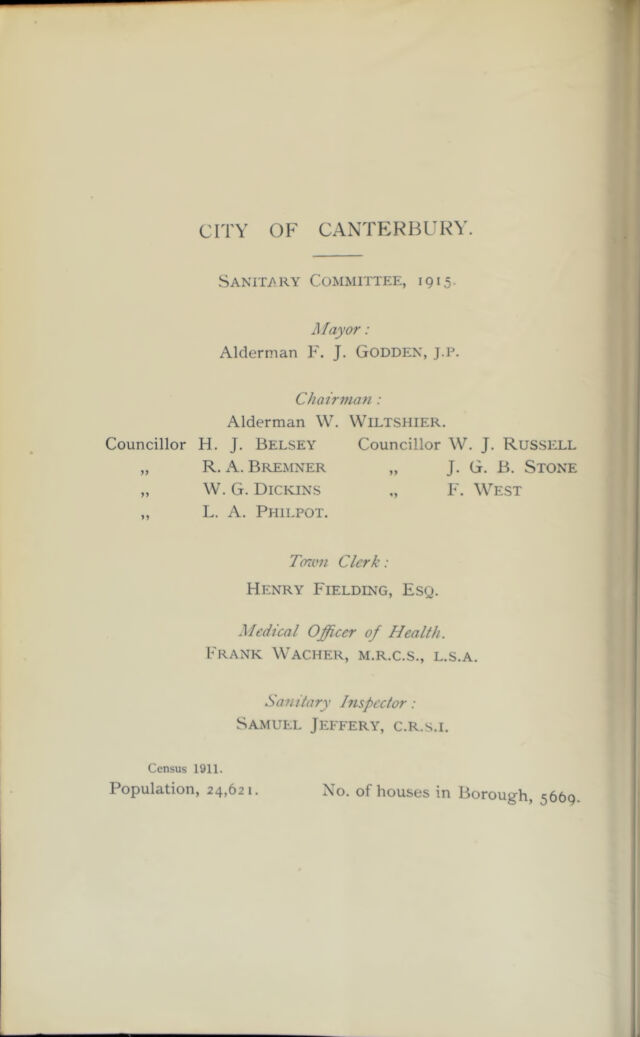 CITY OF CANTERBURY.
SANITARY COMMITTEE, 1915.
Mayor :
Alderman F. J. GODDEN, J.P.
Chairman :
Alderman W. WILTSHIER.
Councillor H. J. BELSEY Councillor W. J. RUSSELL
„ R. A. BREMNER „ J. G. B. STONE
„ W. G. DICKINS „ F. WEST
„ L. A. PHILPOT.
Town Clerk :
HENRY FIELDING, ESQ.
Medical Officer of Health.
FRANK WACHER, M.R.C.S., L.S.A.
Sanitary Inspector :
SAMUEL JEFFERY, C.R.S.I.
Census 1911.
Population, 24,621. No. of houses in Borough, 5669.